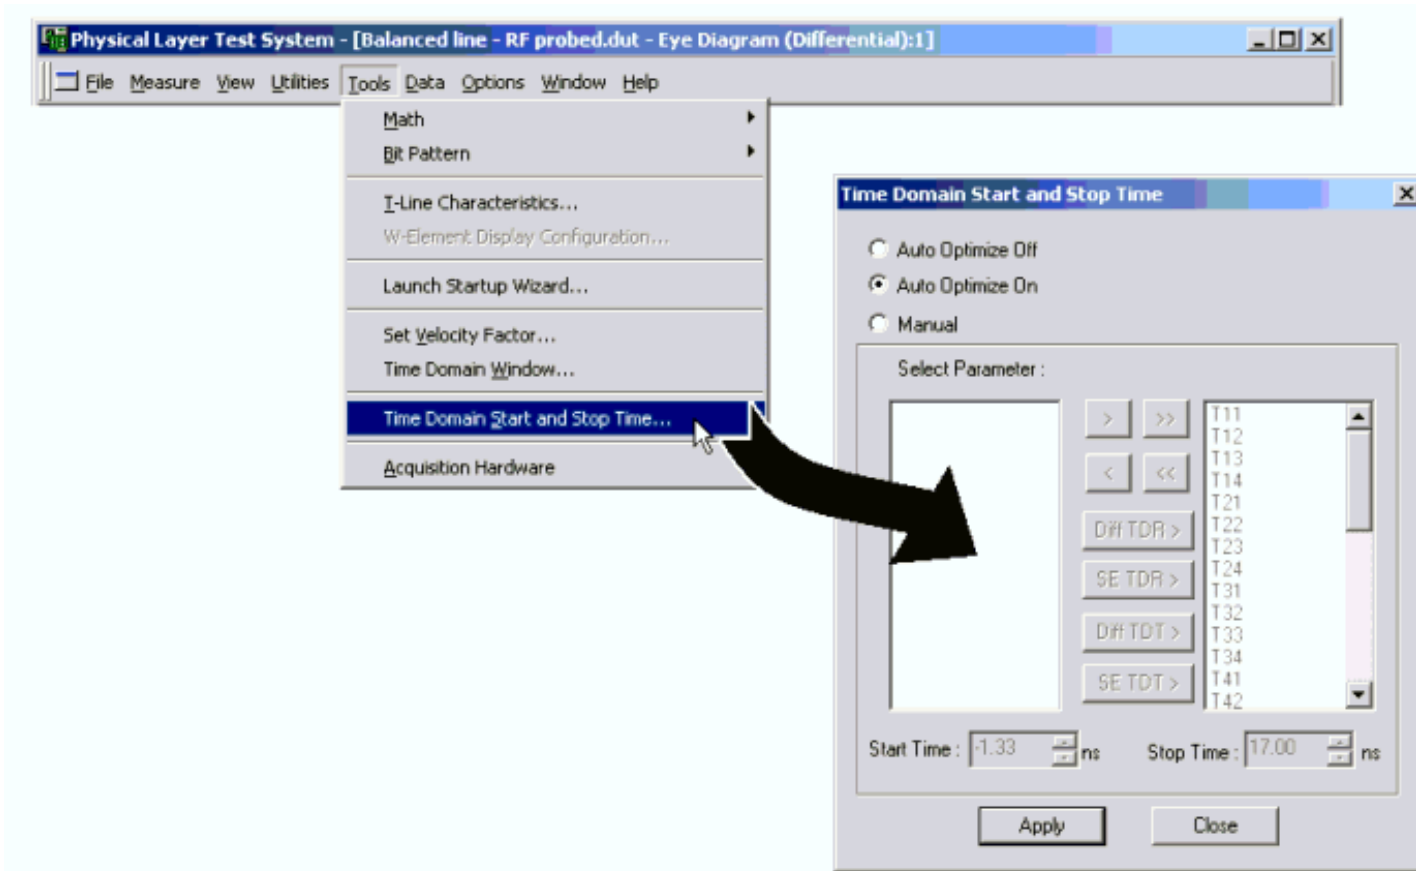 Physical Layer Test System - [Balanced line - RF probed.dut - Eye Diagram (Differential):1]
File Measure View Utilities Tools Data Options Window Help
Math
Bit Pattern
T-Line Characteristics...
W-Element Display Configuration...
Launch Startup Wizard...
Set Velocity Factor...
Time Domain Window...
Time Domain Start and Stop Time...
Acquisition Hardware
Time Domain Start and Stop Time
Auto Optimize Off
Auto Optimize On
Manual
Select Parameter :
> >>
< <<
Diff TDR >
SE TDR >
Diff TDT >
SE TDT >
T11
T12
T13
T14
T21
T22
T23
T24
T31
T32
T33
T34
T41
T42
Start Time : -1.33 ns Stop Time : 17.00 ns
Apply Close